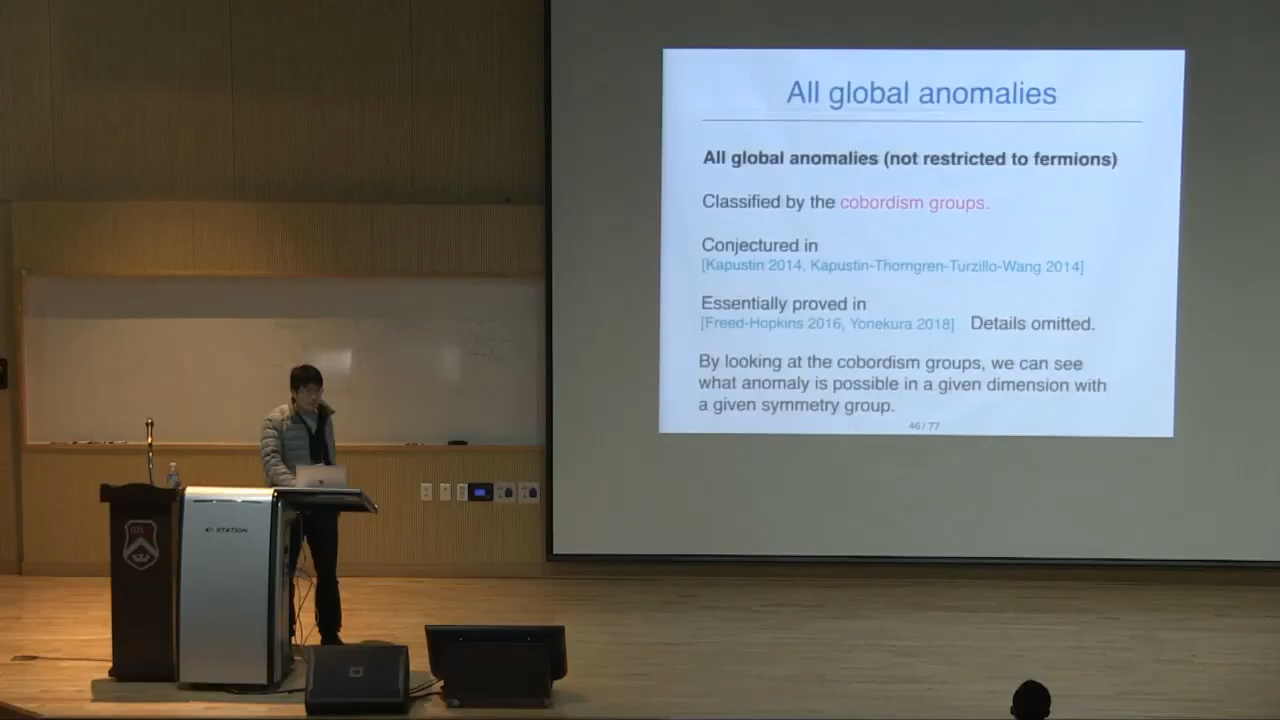 All global anomalies
All global anomalies (not restricted to fermions)
Classified by the cobordism groups.
Conjectured in
[Kapustin 2014, Kapustin-Thorngren-Turzillo-Wang 2014]
Essentially proved in
[Freed-Hopkins 2016, Yonekura 2018] Details omitted.
By looking at the cobordism groups, we can see
what anomaly is possible in a given dimension with
a given symmetry group.
46 / 77
STATION